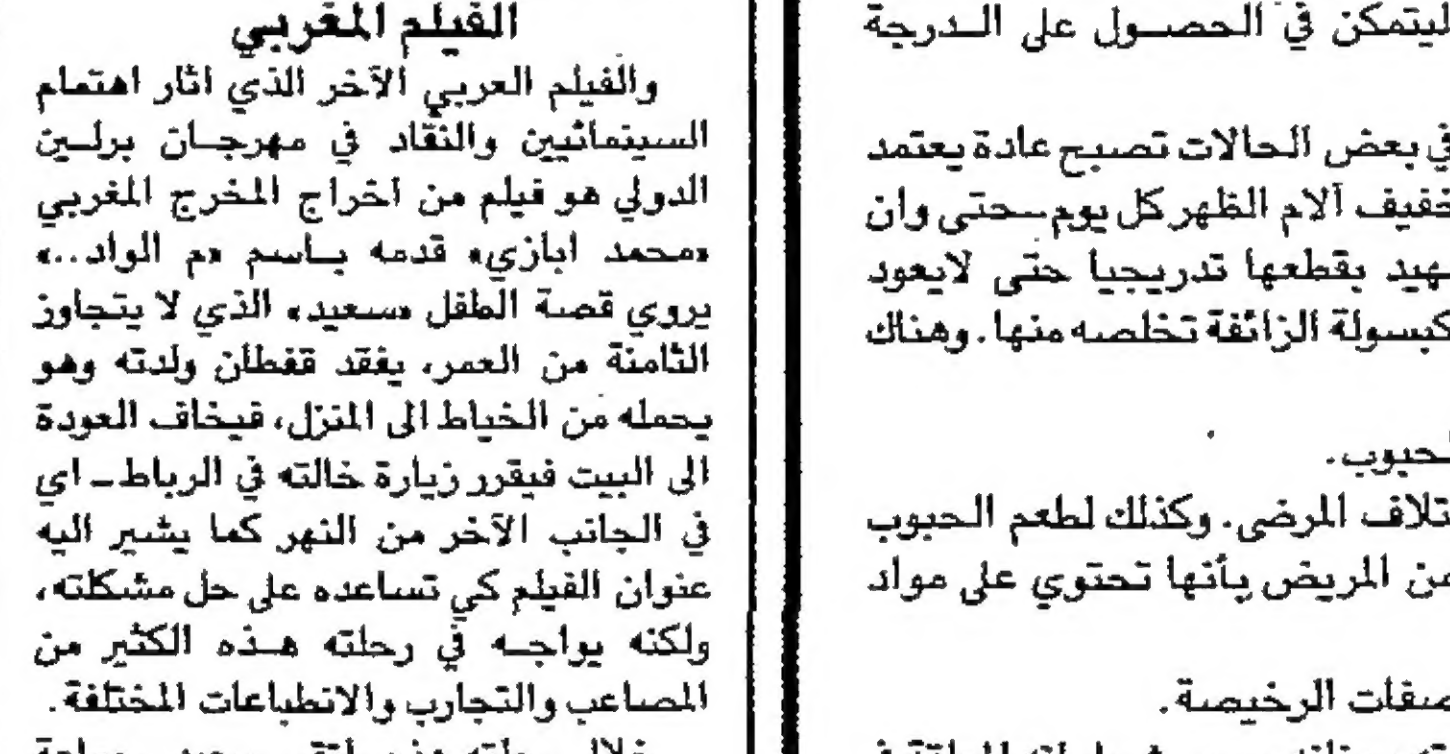 ليتمكن في الحصول على الدرجة
في بعض الحالات تصبح عادة يعتمد
خفيف آلام الظهر كل يوم ـ حتى وان
بقطعها تدريجيا حتى لايعود
كبسولة الزائفة تخلصه منها. وهناك
لحبوب.
المرضى. وكذلك لطعم الحبوب
من المريض بأنها تحتوي على مواد
الرخيصة.
الفيلم المغربي
والفيلم العربي الآخر الذي اثار اهتمام
السينمائيين والنقاد في مهرجان برلين
الدولي هو فيلم من اخراج المخرج المغربي
«محمد ابازي» قدمه باسم «م الواد..»
يروي قصة الطفل «سعيد» الذي لا يتجاوز
الثامنة من العمر، يفقد قفطان ولدته وهو
يحمله من الخياط الى المنزل، فيخاف العودة
الى البيت فيقرر زيارة خالته في الرباط ـ اي
في الجانب الآخر من النهر كما يشير اليه
عنوان الفيلم كي تساعده على حل مشكلته،
ولكنه يواجه في رحلته هذه الكثير من
المصاعب والتجارب والانطباعات المختلفة.